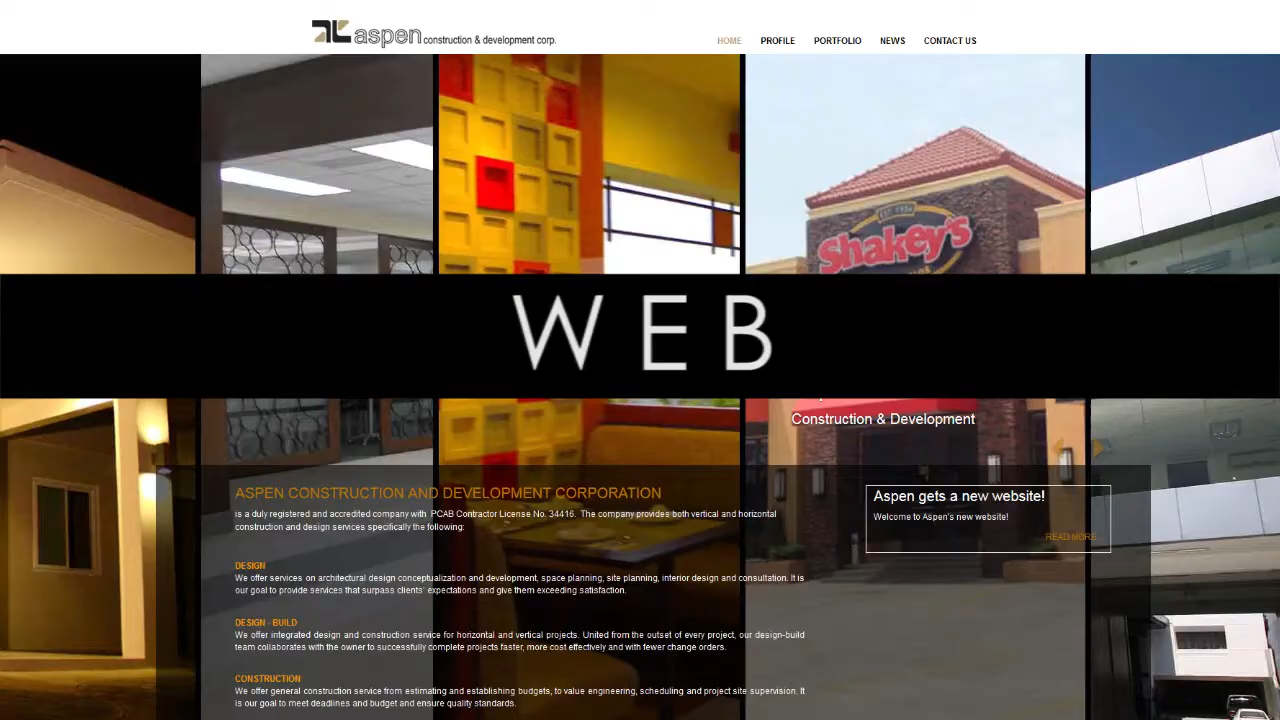 aspen construction & development corp.
HOME PROFILE PORTFOLIO NEWS CONTACT US
Shakey's
WEB
Construction & Development
ASPEN CONSTRUCTION AND DEVELOPMENT CORPORATION
is a duly registered and accredited company with PCAB Contractor License No. 34416. The company provides both vertical and horizontal
construction and design services specifically the following:
DESIGN
We offer services on architectural design conceptualization and development, space planning, site planning, interior design and consultation. It is
our goal to provide services that surpass clients' expectations and give them exceeding satisfaction.
DESIGN - BUILD
We offer integrated design and construction service for horizontal and vertical projects. United from the outset of every project, our design-build
team collaborates with the owner to successfully complete projects faster, more cost effectively and with fewer change orders.
CONSTRUCTION
We offer general construction service from estimating and establishing budgets, to value engineering, scheduling and project site supervision. It
is our goal to meet deadlines and budget and ensure quality standards.
Aspen gets a new website!
Welcome to Aspen's new website!
READ MORE